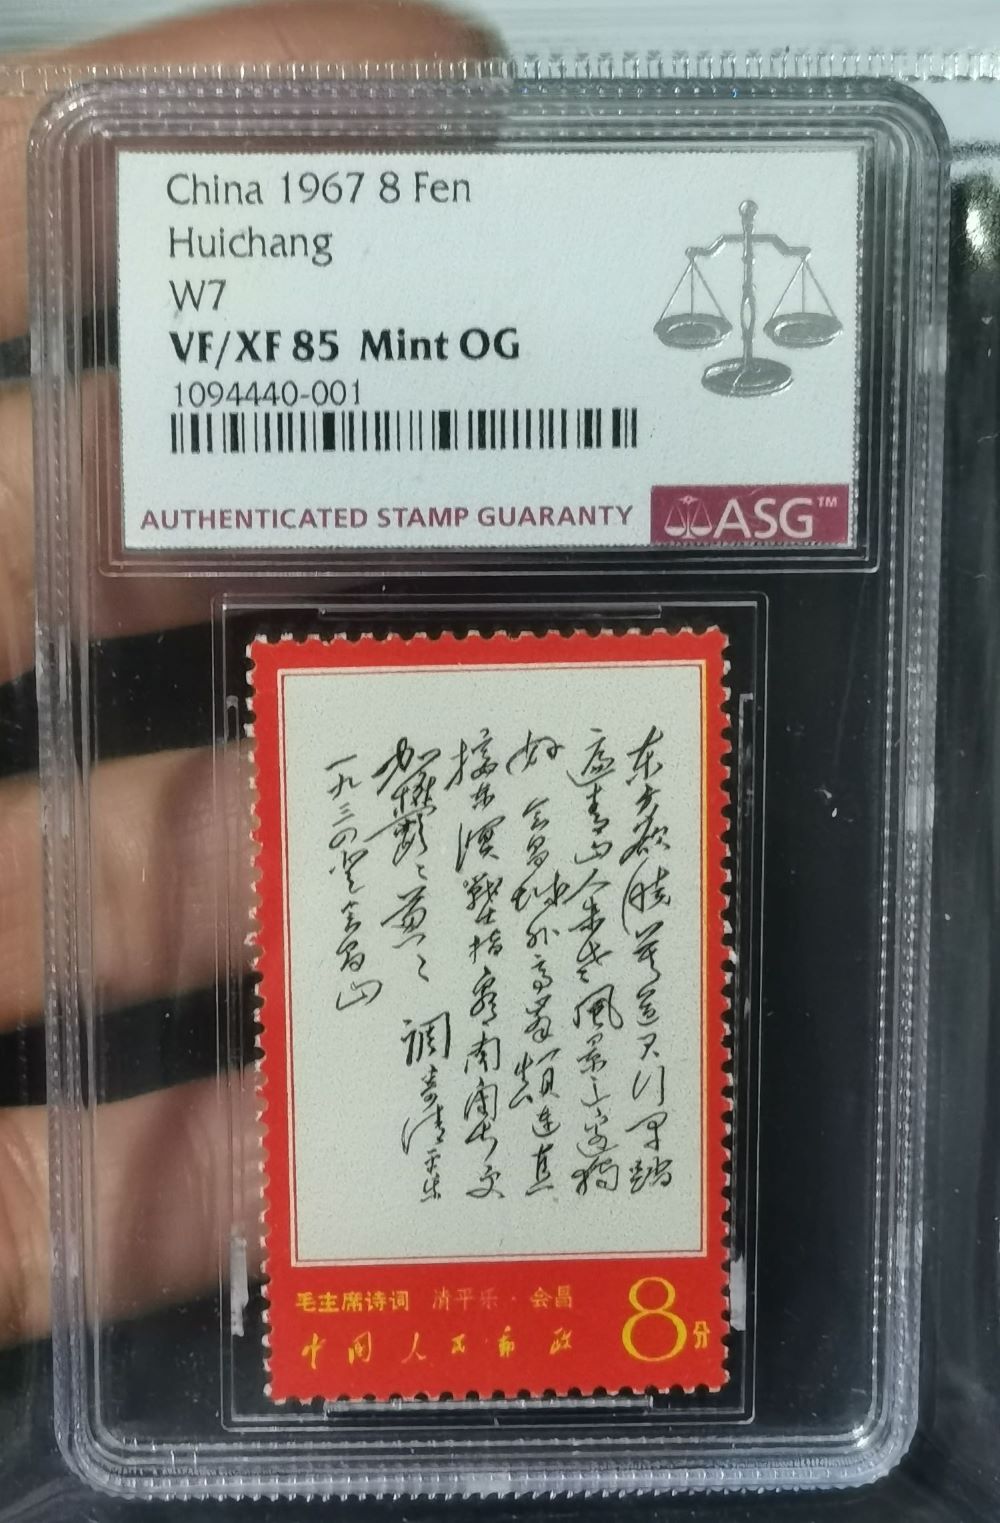 China 1967 8 Fen
Huichang
W7
VF/XF 85 Mint OG
1094440-001
AUTHENTICATED STAMP GUARANTY
ASG™
东方欲晓莫道君行早踏
遍青山人未老风景这边独
好 会昌城外高峰颠连直
接东溟战士指看南国更
加郁郁葱葱
调寄清平乐
一九三四登会昌山
毛主席诗词 清平乐·会昌
中国人民邮政
8分